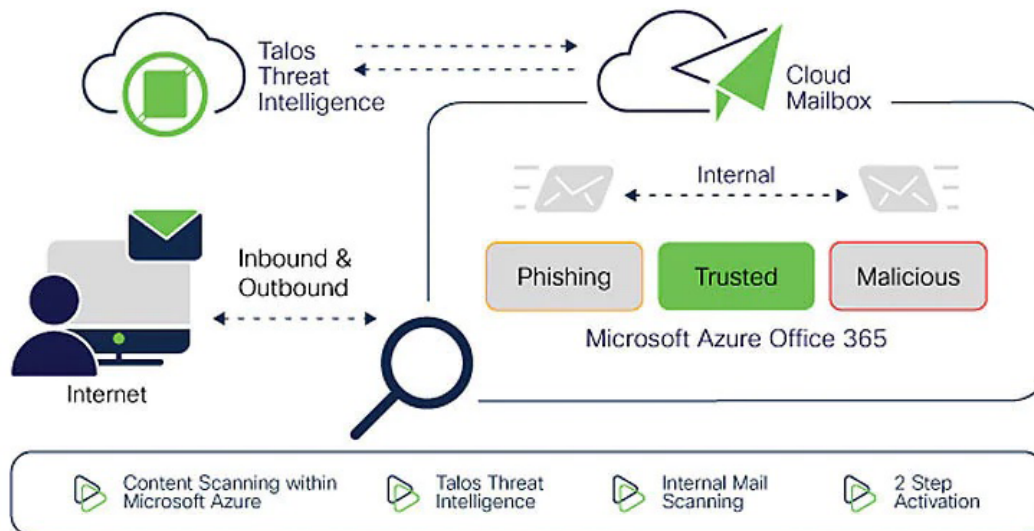 Talos
Threat
Intelligence
Cloud
Mailbox
Internal
Inbound &
Outbound
Phishing
Trusted
Malicious
Microsoft Azure Office 365
Internet
Content Scanning within
Microsoft Azure
Talos Threat
Intelligence
Internal Mail
Scanning
2 Step
Activation